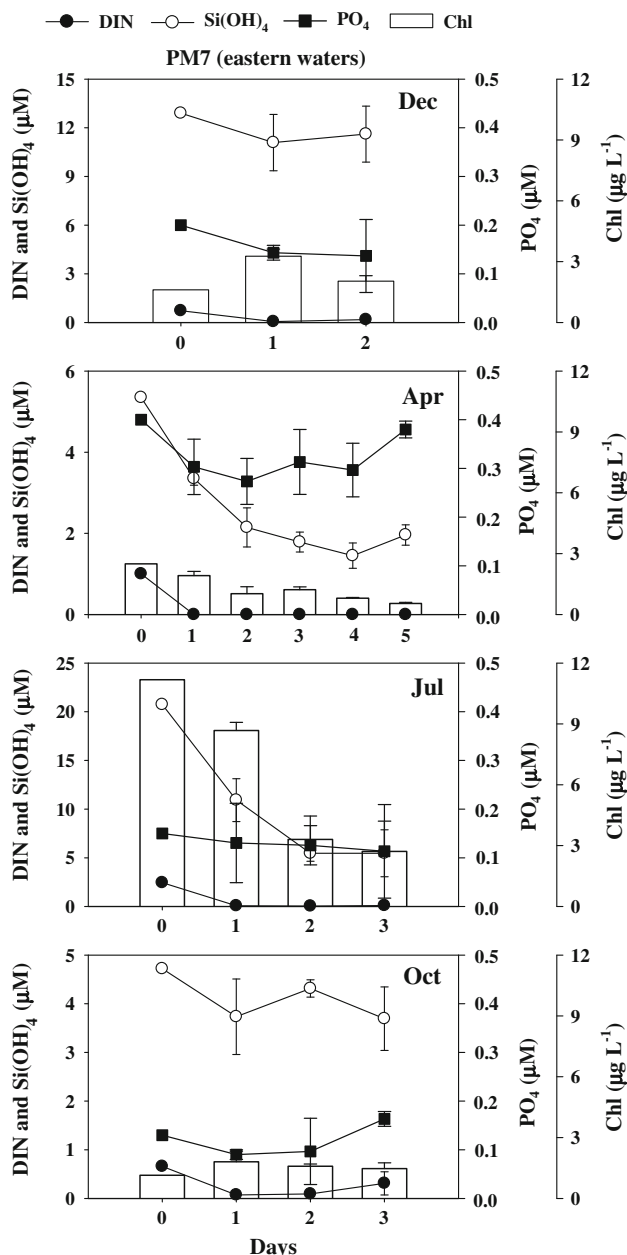 DIN Si(OH)4 PO4 Chl
PM7 (eastern waters)
Dec
15 12 9 6 3 0
0.5 0.4 0.3 0.2 0.1 0.0
12 9 6 3 0
0 1 2
DIN and Si(OH)4 (μM)
PO4 (μM)
Chl (μg L-1)
Apr
6 4 2 0
0.5 0.4 0.3 0.2 0.1 0.0
12 9 6 3 0
0 1 2 3 4 5
DIN and Si(OH)4 (μM)
PO4 (μM)
Chl (μg L-1)
Jul
25 20 15 10 5 0
0.5 0.4 0.3 0.2 0.1 0.0
12 9 6 3 0
0 1 2 3
DIN and Si(OH)4 (μM)
PO4 (μM)
Chl (μg L-1)
Oct
5 4 3 2 1 0
0.5 0.4 0.3 0.2 0.1 0.0
12 9 6 3 0
0 1 2 3
DIN and Si(OH)4 (μM)
PO4 (μM)
Chl (μg L-1)
Days